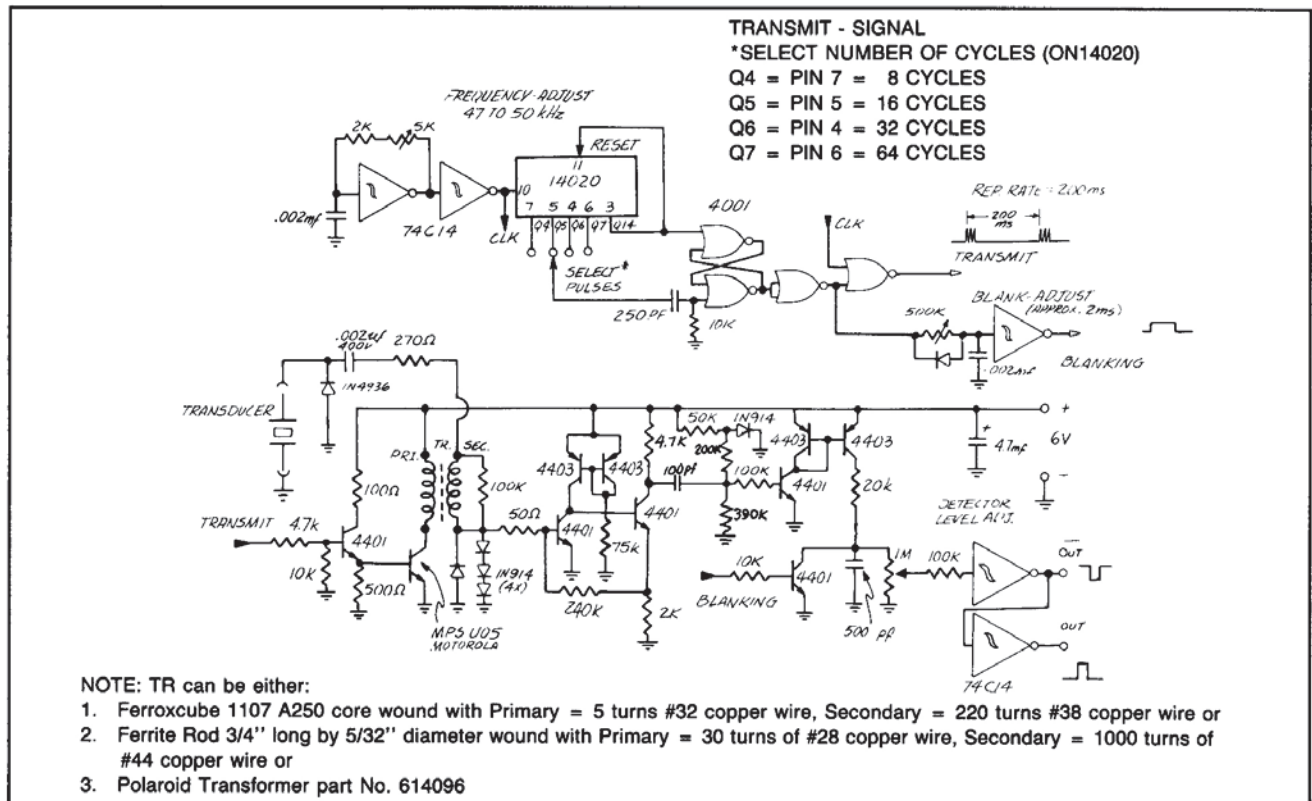 TRANSMIT - SIGNAL
*SELECT NUMBER OF CYCLES (ON14020)
Q4 = PIN 7 = 8 CYCLES
Q5 = PIN 5 = 16 CYCLES
Q6 = PIN 4 = 32 CYCLES
Q7 = PIN 6 = 64 CYCLES
FREQUENCY-ADJUST
47 TO 50 kHz
2K
5K
RESET
11
14020
10
7 5 4 6 3
Q4 Q5 Q6 Q7 Q14
.002mf
74C14
CLK
SELECT*
PULSES
250PF
10K
4001
CLK
REP RATE = 200ms
200
ms
TRANSMIT
BLANK-ADJUST
(APPROX. 2ms)
500K
.002mf
BLANKING
.002uf
400V
270Ω
1N4936
TRANSDUCER
PRI.
TR.
SEC.
100Ω
100K
TRANSMIT
4.7k
4401
10K
500Ω
MPS U05
MOTOROLA
1N914
(4x)
50Ω
4403
4403
4401
75k
240K
4.7K
100pf
4401
2K
50K
1N914
200K
100K
390K
4403
4403
4401
20k
BLANKING
10K
4401
500 pf
1M
100K
DETECTOR
LEVEL ADJ.
+
4.7mf
+
6V
-
OUT
OUT
74C14
NOTE: TR can be either:
1. Ferroxcube 1107 A250 core wound with Primary = 5 turns #32 copper wire, Secondary = 220 turns #38 copper wire or
2. Ferrite Rod 3/4'' long by 5/32'' diameter wound with Primary = 30 turns of #28 copper wire, Secondary = 1000 turns of
#44 copper wire or
3. Polaroid Transformer part No. 614096